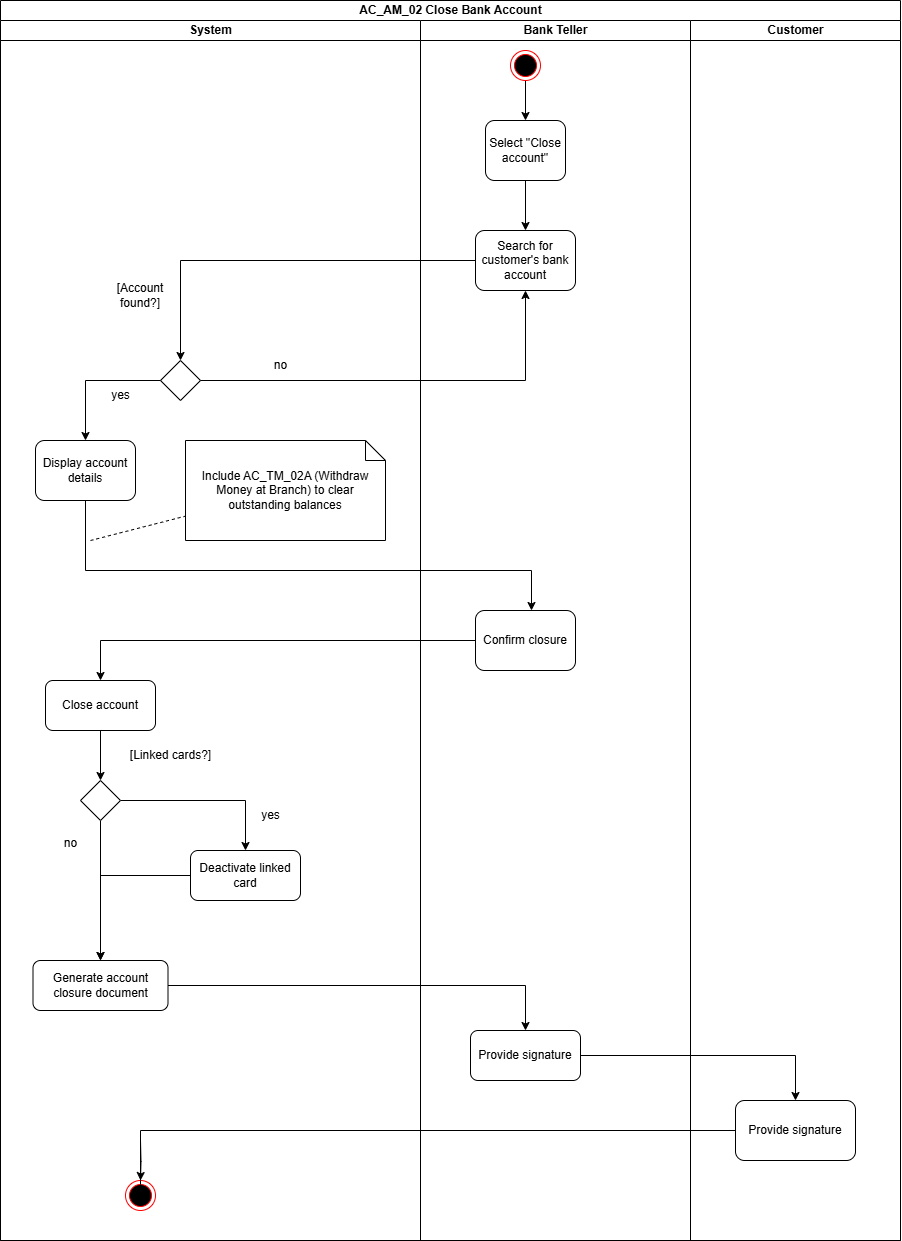 AC_AM_02 Close Bank Account
System
Bank Teller
Customer
Select "Close
account"
Search for
customer's bank
account
[Account
found?]
no
yes
Display account
details
Include AC_TM_02A (Withdraw
Money at Branch) to clear
outstanding balances
Confirm closure
Close account
[Linked cards?]
yes
no
Deactivate linked
card
Generate account
closure document
Provide signature
Provide signature